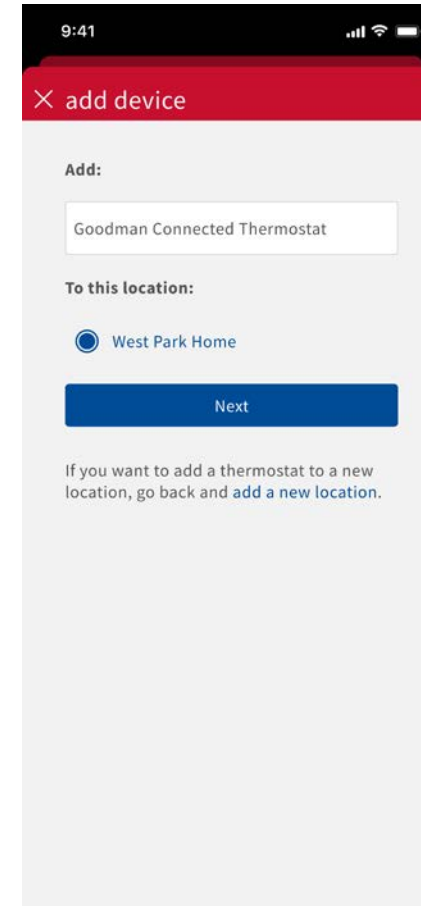 9:41
add device
Add:
Goodman Connected Thermostat
To this location:
West Park Home
Next
If you want to add a thermostat to a new
location, go back and add a new location.